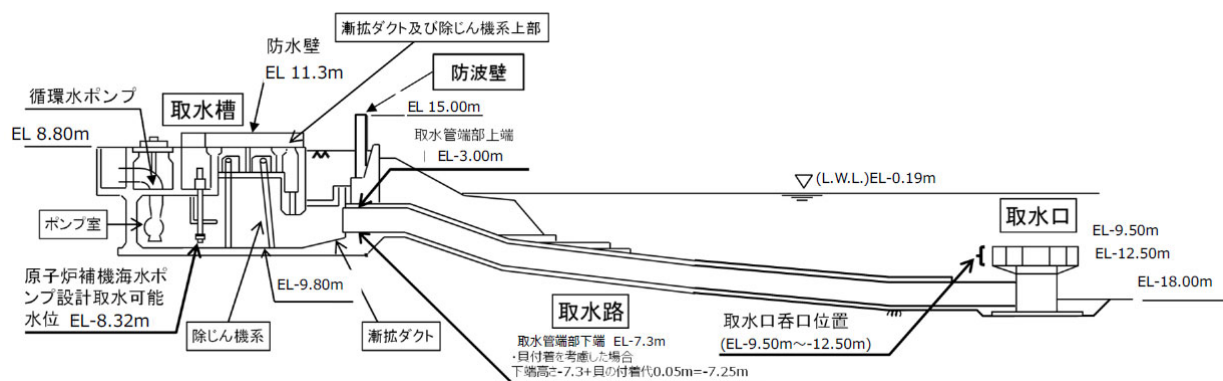 漸拡ダクト及び除じん機系上部
防水壁
EL 11.3m
防波壁
循環水ポンプ
取水槽
EL 15.00m
EL 8.80m
取水管端部上端
EL-3.00m
(L.W.L.)EL-0.19m
ポンプ室
取水口
EL-9.50m
EL-12.50m
原子炉補機海水ポ
ンプ設計取水可能
水位 EL-8.32m
EL-9.80m
EL-18.00m
除じん機系
漸拡ダクト
取水路
取水口呑口位置
(EL-9.50m～-12.50m)
取水管端部下端 EL-7.3m
・貝付着を考慮した場合
下端高さ-7.3+貝の付着代0.05m=-7.25m